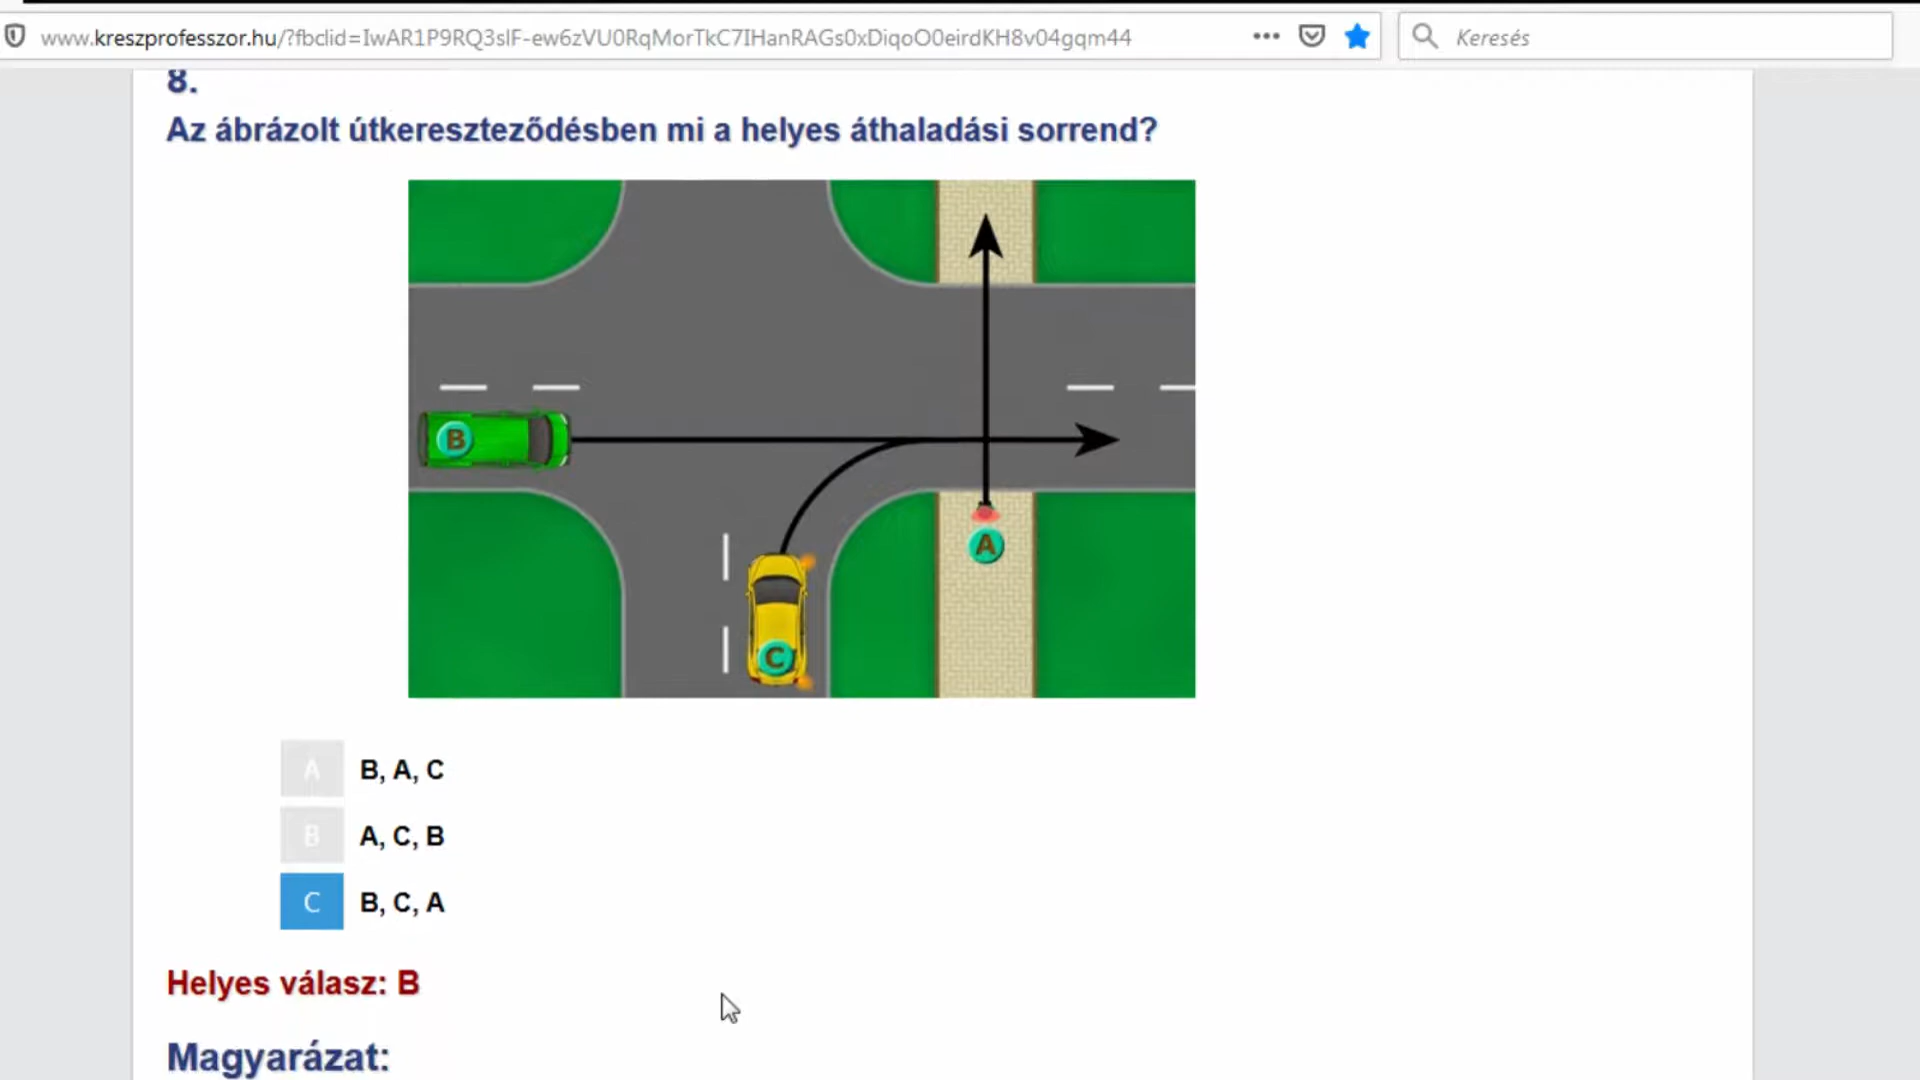 www.kreszprofesszor.hu/?fbclid=IwAR1P9RQ3slF-ew6zVU0RqMorTkC7IHanRAGs0xDiqoO0eirdKH8v04gqm44
Keresés
8.
Az ábrázolt útkereszteződésben mi a helyes áthaladási sorrend?
B
A
C
A B, A, C
B A, C, B
C B, C, A
Helyes válasz: B
Magyarázat: